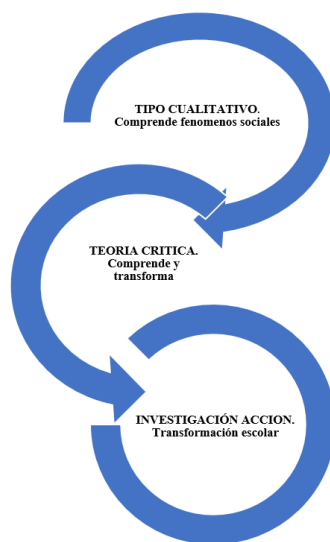 TIPO CUALITATIVO.
Comprende fenomenos sociales
TEORIA CRITICA.
Comprende y
transforma
INVESTIGACIÓN ACCION.
Transformación escolar